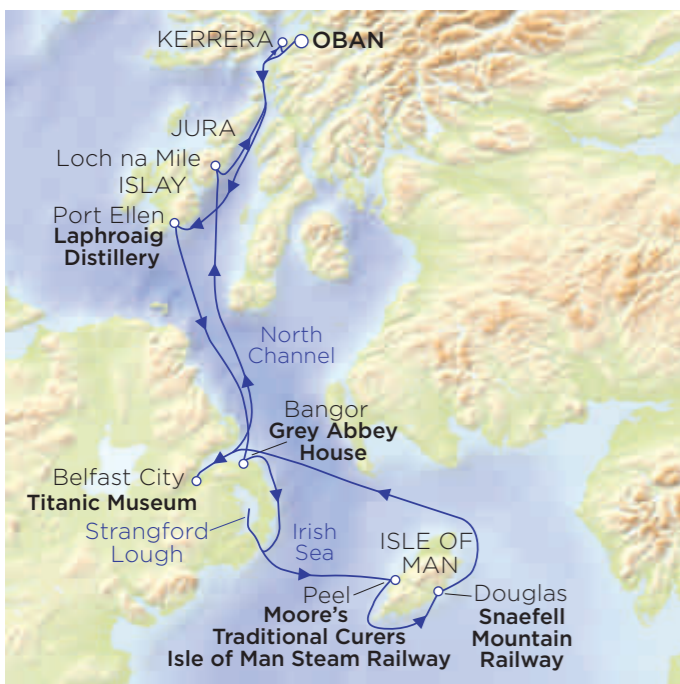 KERRERA
OBAN
JURA
Loch na Mile
ISLAY
Port Ellen
Laphroaig
Distillery
North
Channel
Bangor
Grey Abbey
House
Belfast City
Titanic Museum
Strangford
Lough
Irish
Sea
ISLE OF
MAN
Peel
Moore's
Traditional Curers
Isle of Man Steam Railway
Douglas
Snaefell
Mountain
Railway